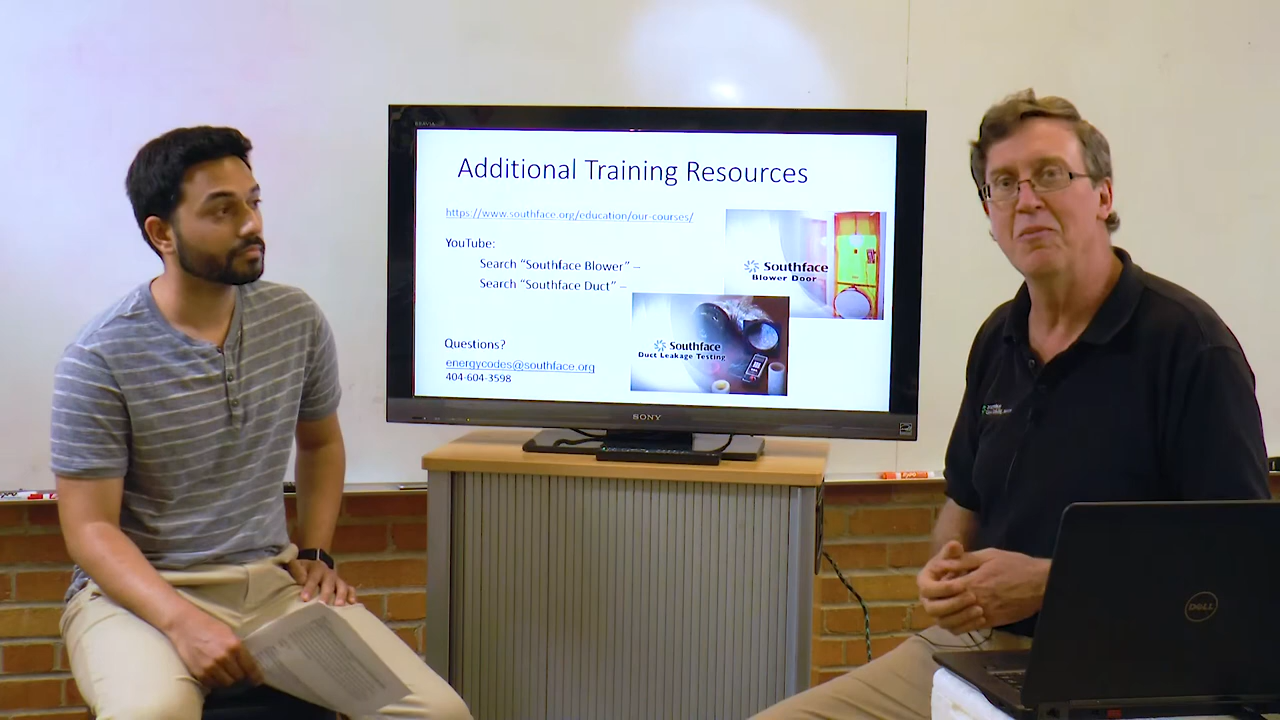 Additional Training Resources
https://www.southface.org/education/our-courses/
YouTube:
Search “Southface Blower” –
Search “Southface Duct” –
Southface
Blower Door
Southface
Duct Leakage Testing
Questions?
energycodes@southface.org
404-604-3598
SONY
DELL